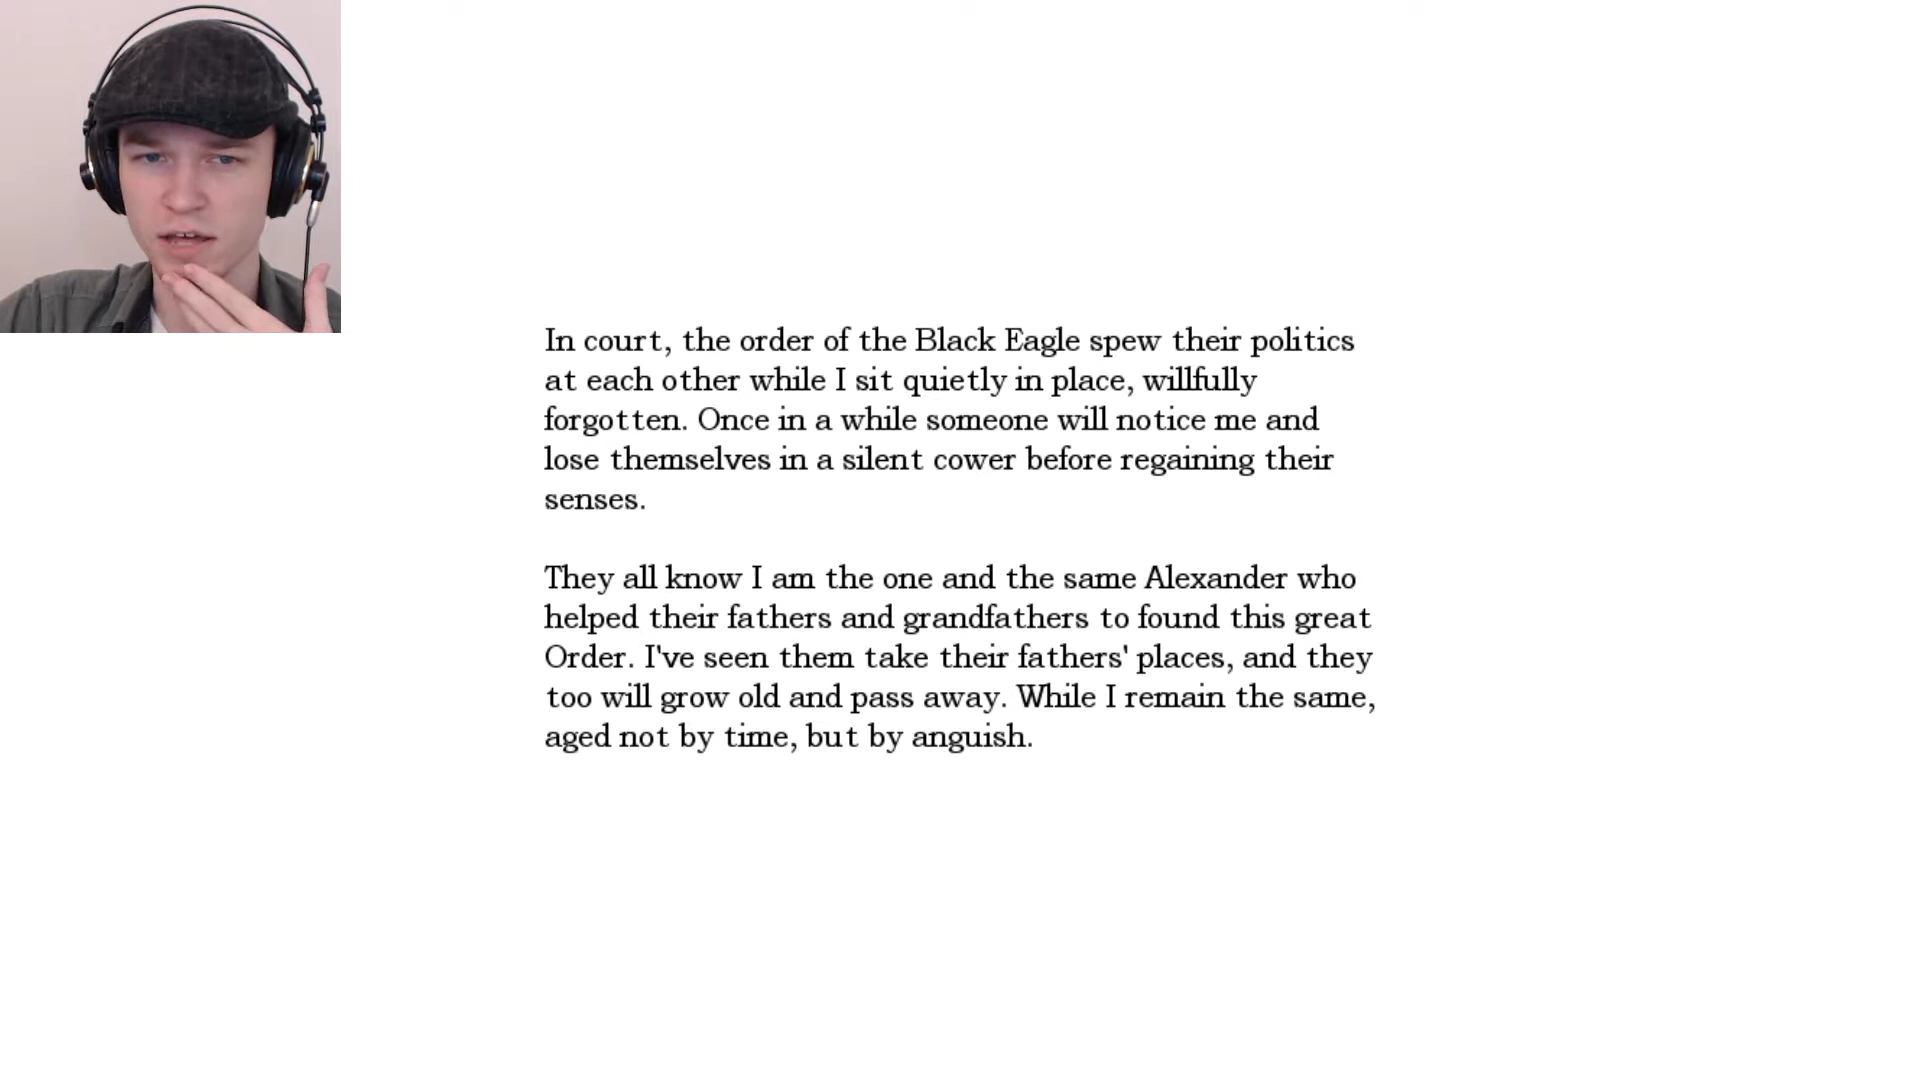 In court, the order of the Black Eagle spew their politics
at each other while I sit quietly in place, willfully
forgotten. Once in a while someone will notice me and
lose themselves in a silent cower before regaining their
senses.
They all know I am the one and the same Alexander who
helped their fathers and grandfathers to found this great
Order. I've seen them take their fathers' places, and they
too will grow old and pass away. While I remain the same,
aged not by time, but by anguish.